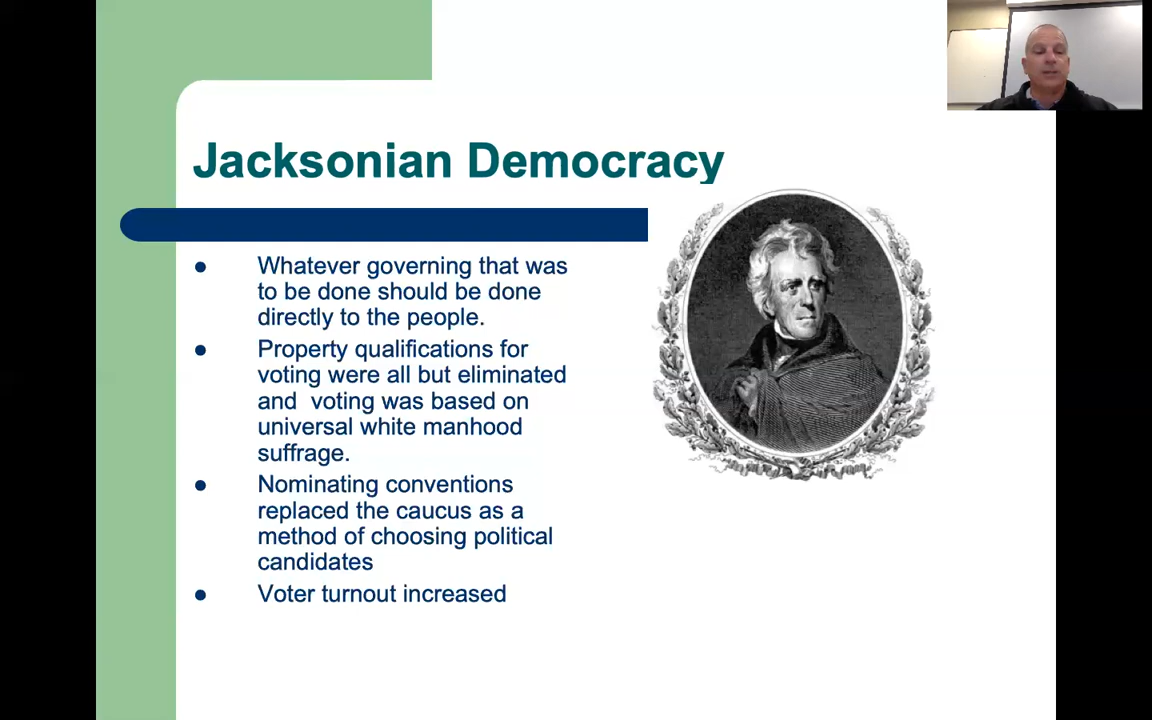 Jacksonian Democracy
● Whatever governing that was
to be done should be done
directly to the people.
● Property qualifications for
voting were all but eliminated
and  voting was based on
universal white manhood
suffrage.
● Nominating conventions
replaced the caucus as a
method of choosing political
candidates
● Voter turnout increased